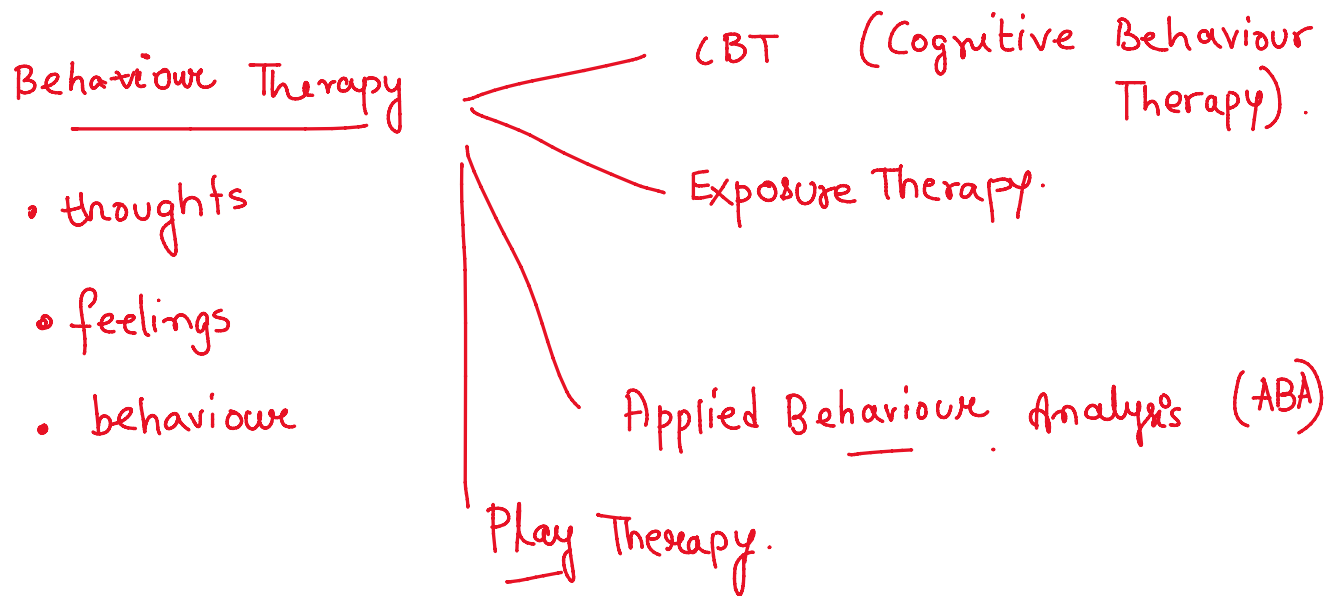 Behaviour Therapy
• thoughts
• feelings
• behaviour
CBT (Cognitive Behaviour
Therapy).
Exposure Therapy.
Applied Behaviour Analysis (ABA)
Play Therapy.